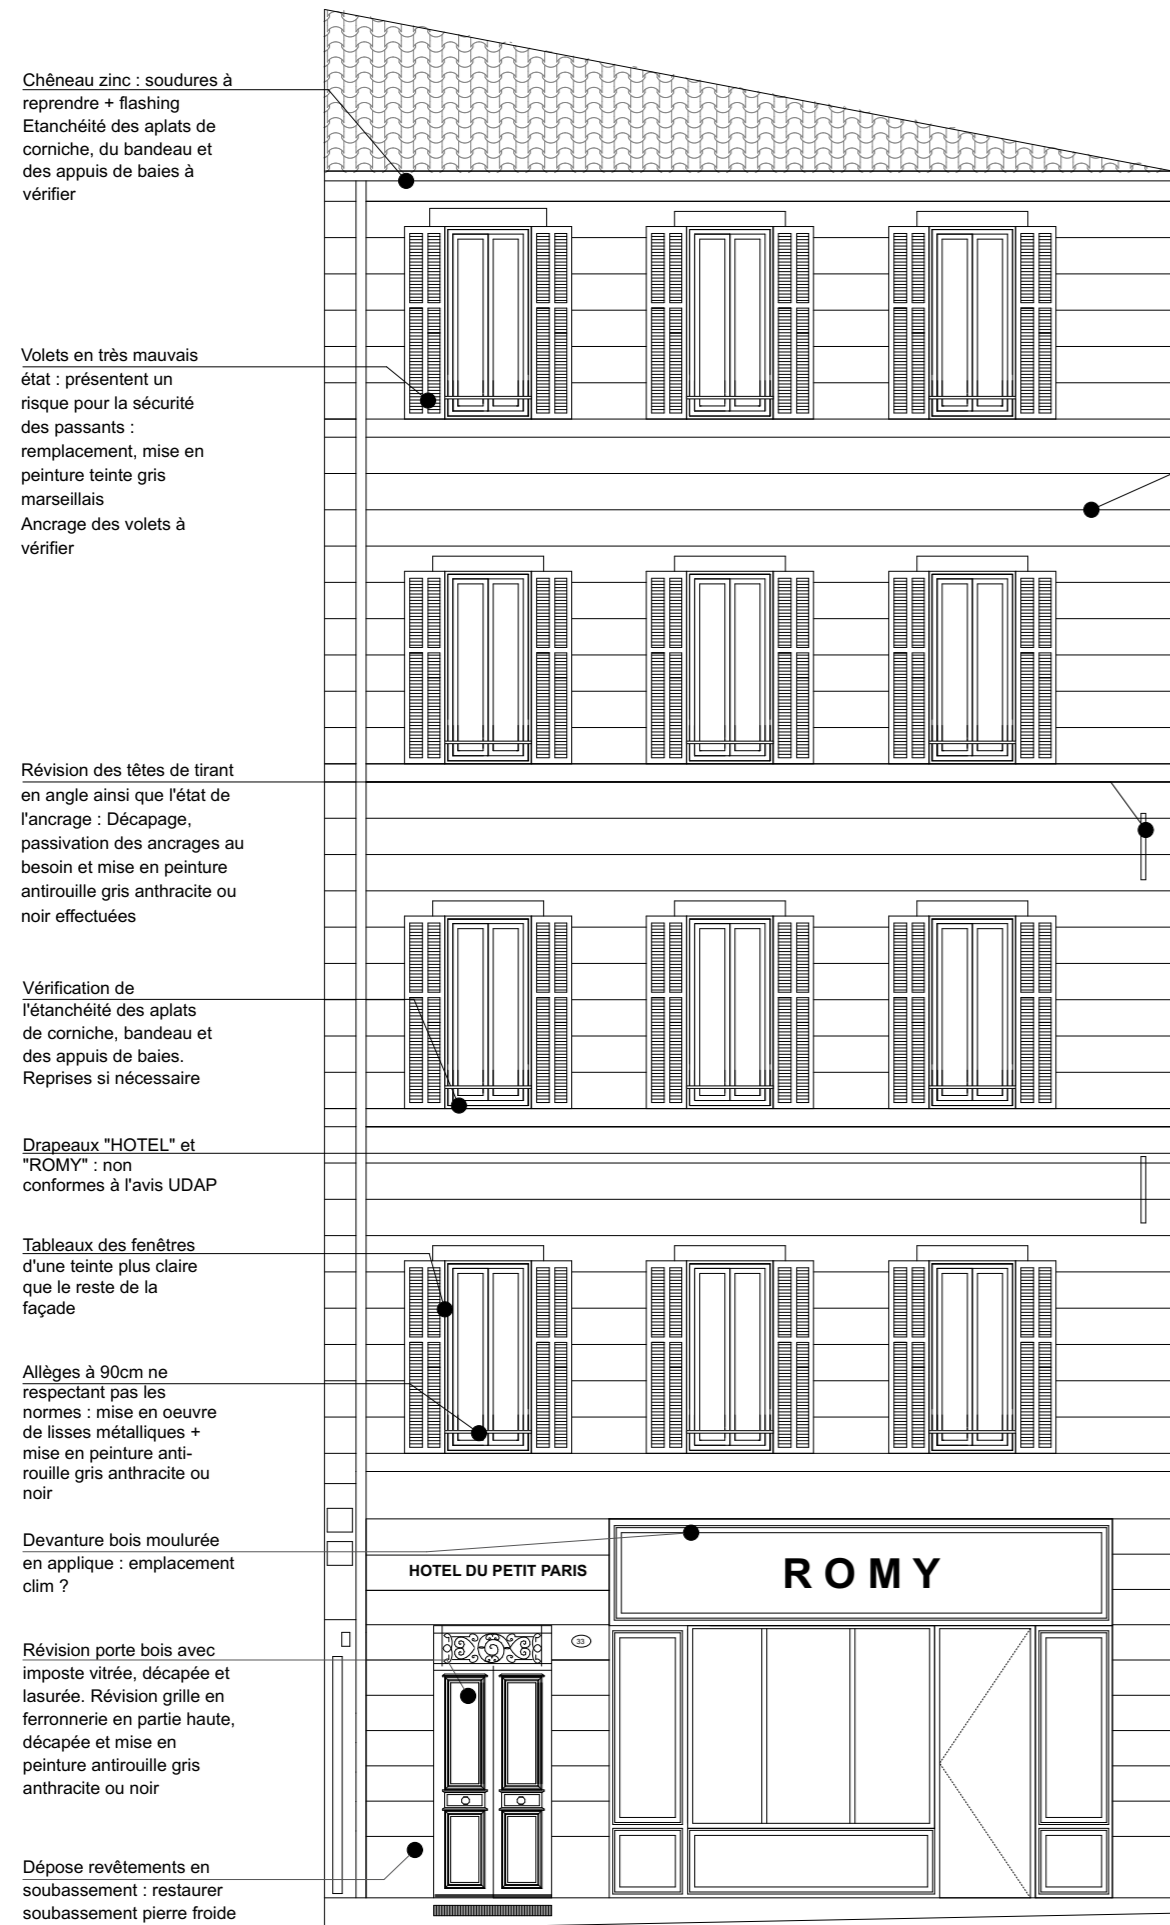 Chêneau zinc : soudures à
reprendre + flashing
Etanchéité des aplats de
corniche, du bandeau et
des appuis de baies à
vérifier
Volets en très mauvais
état : présentent un
risque pour la sécurité
des passants :
remplacement, mise en
peinture teinte gris
marseillais
Ancrage des volets à
vérifier
Révision des têtes de tirant
en angle ainsi que l'état de
l'ancrage : Décapage,
passivation des ancrages au
besoin et mise en peinture
antirouille gris anthracite ou
noir effectuées
Vérification de
l'étanchéité des aplats
de corniche, bandeau et
des appuis de baies.
Reprises si nécessaire
Drapeaux "HOTEL" et
"ROMY" : non
conformes à l'avis UDAP
Tableaux des fenêtres
d'une teinte plus claire
que le reste de la
façade
Allèges à 90cm ne
respectant pas les
normes : mise en oeuvre
de lisses métalliques +
mise en peinture anti-
rouille gris anthracite ou
noir
Devanture bois moulurée
en applique : emplacement
clim ?
HOTEL DU PETIT PARIS
ROMY
33
Révision porte bois avec
imposte vitrée, décapée et
lasurée. Révision grille en
ferronnerie en partie haute,
décapée et mise en
peinture antirouille gris
anthracite ou noir
Dépose revêtements en
soubassement : restaurer
soubassement pierre froide